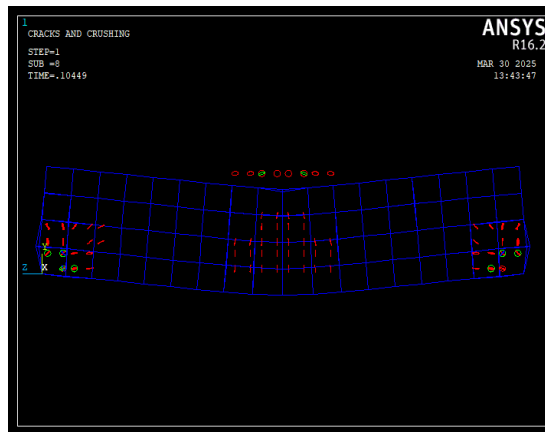 1
CRACKS AND CRUSHING
STEP=1
SUB =8
TIME=.10449
ANSYS
R16.2
MAR 30 2025
13:43:47
Y
Z X